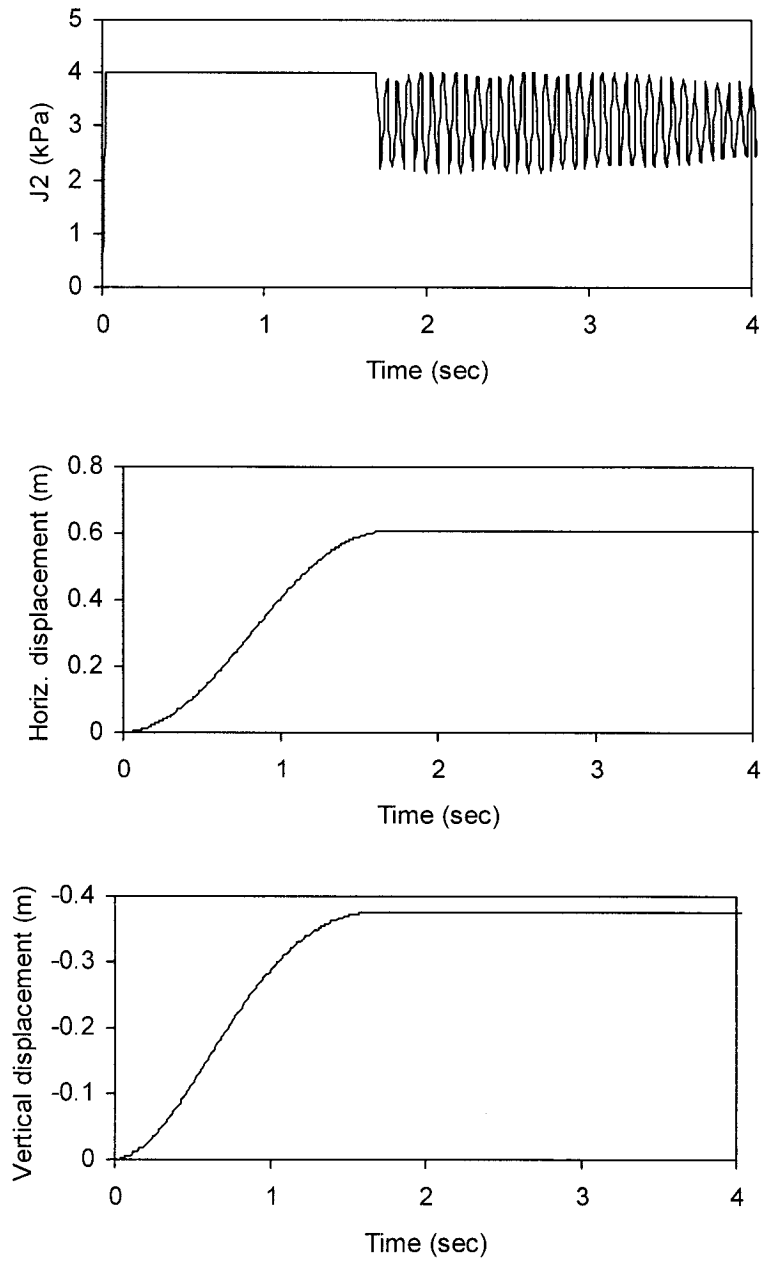 5
4
3
2
1
0
J2 (kPa)
0 1 2 3 4
Time (sec)
0.8
0.6
0.4
0.2
0
Horiz. displacement (m)
0 1 2 3 4
Time (sec)
-0.4
-0.3
-0.2
-0.1
0
Vertical displacement (m)
0 1 2 3 4
Time (sec)